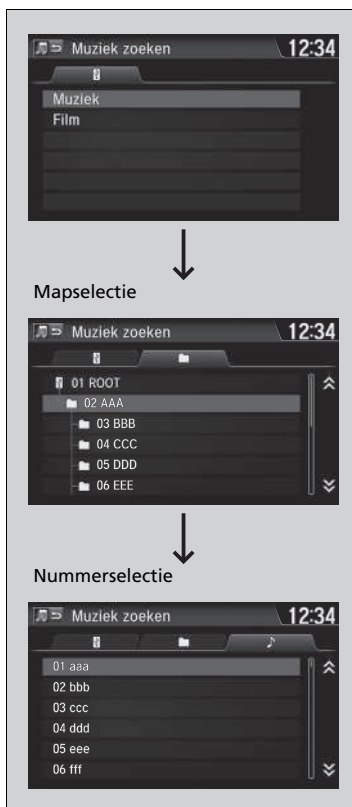 Muziek zoeken 12:34
Muziek
Film
Mapselectie
Muziek zoeken 12:34
01 ROOT
02 AAA
03 BBB
04 CCC
05 DDD
06 EEE
Nummerselectie
Muziek zoeken 12:34
01 aaa
02 bbb
03 ccc
04 ddd
05 eee
06 fff